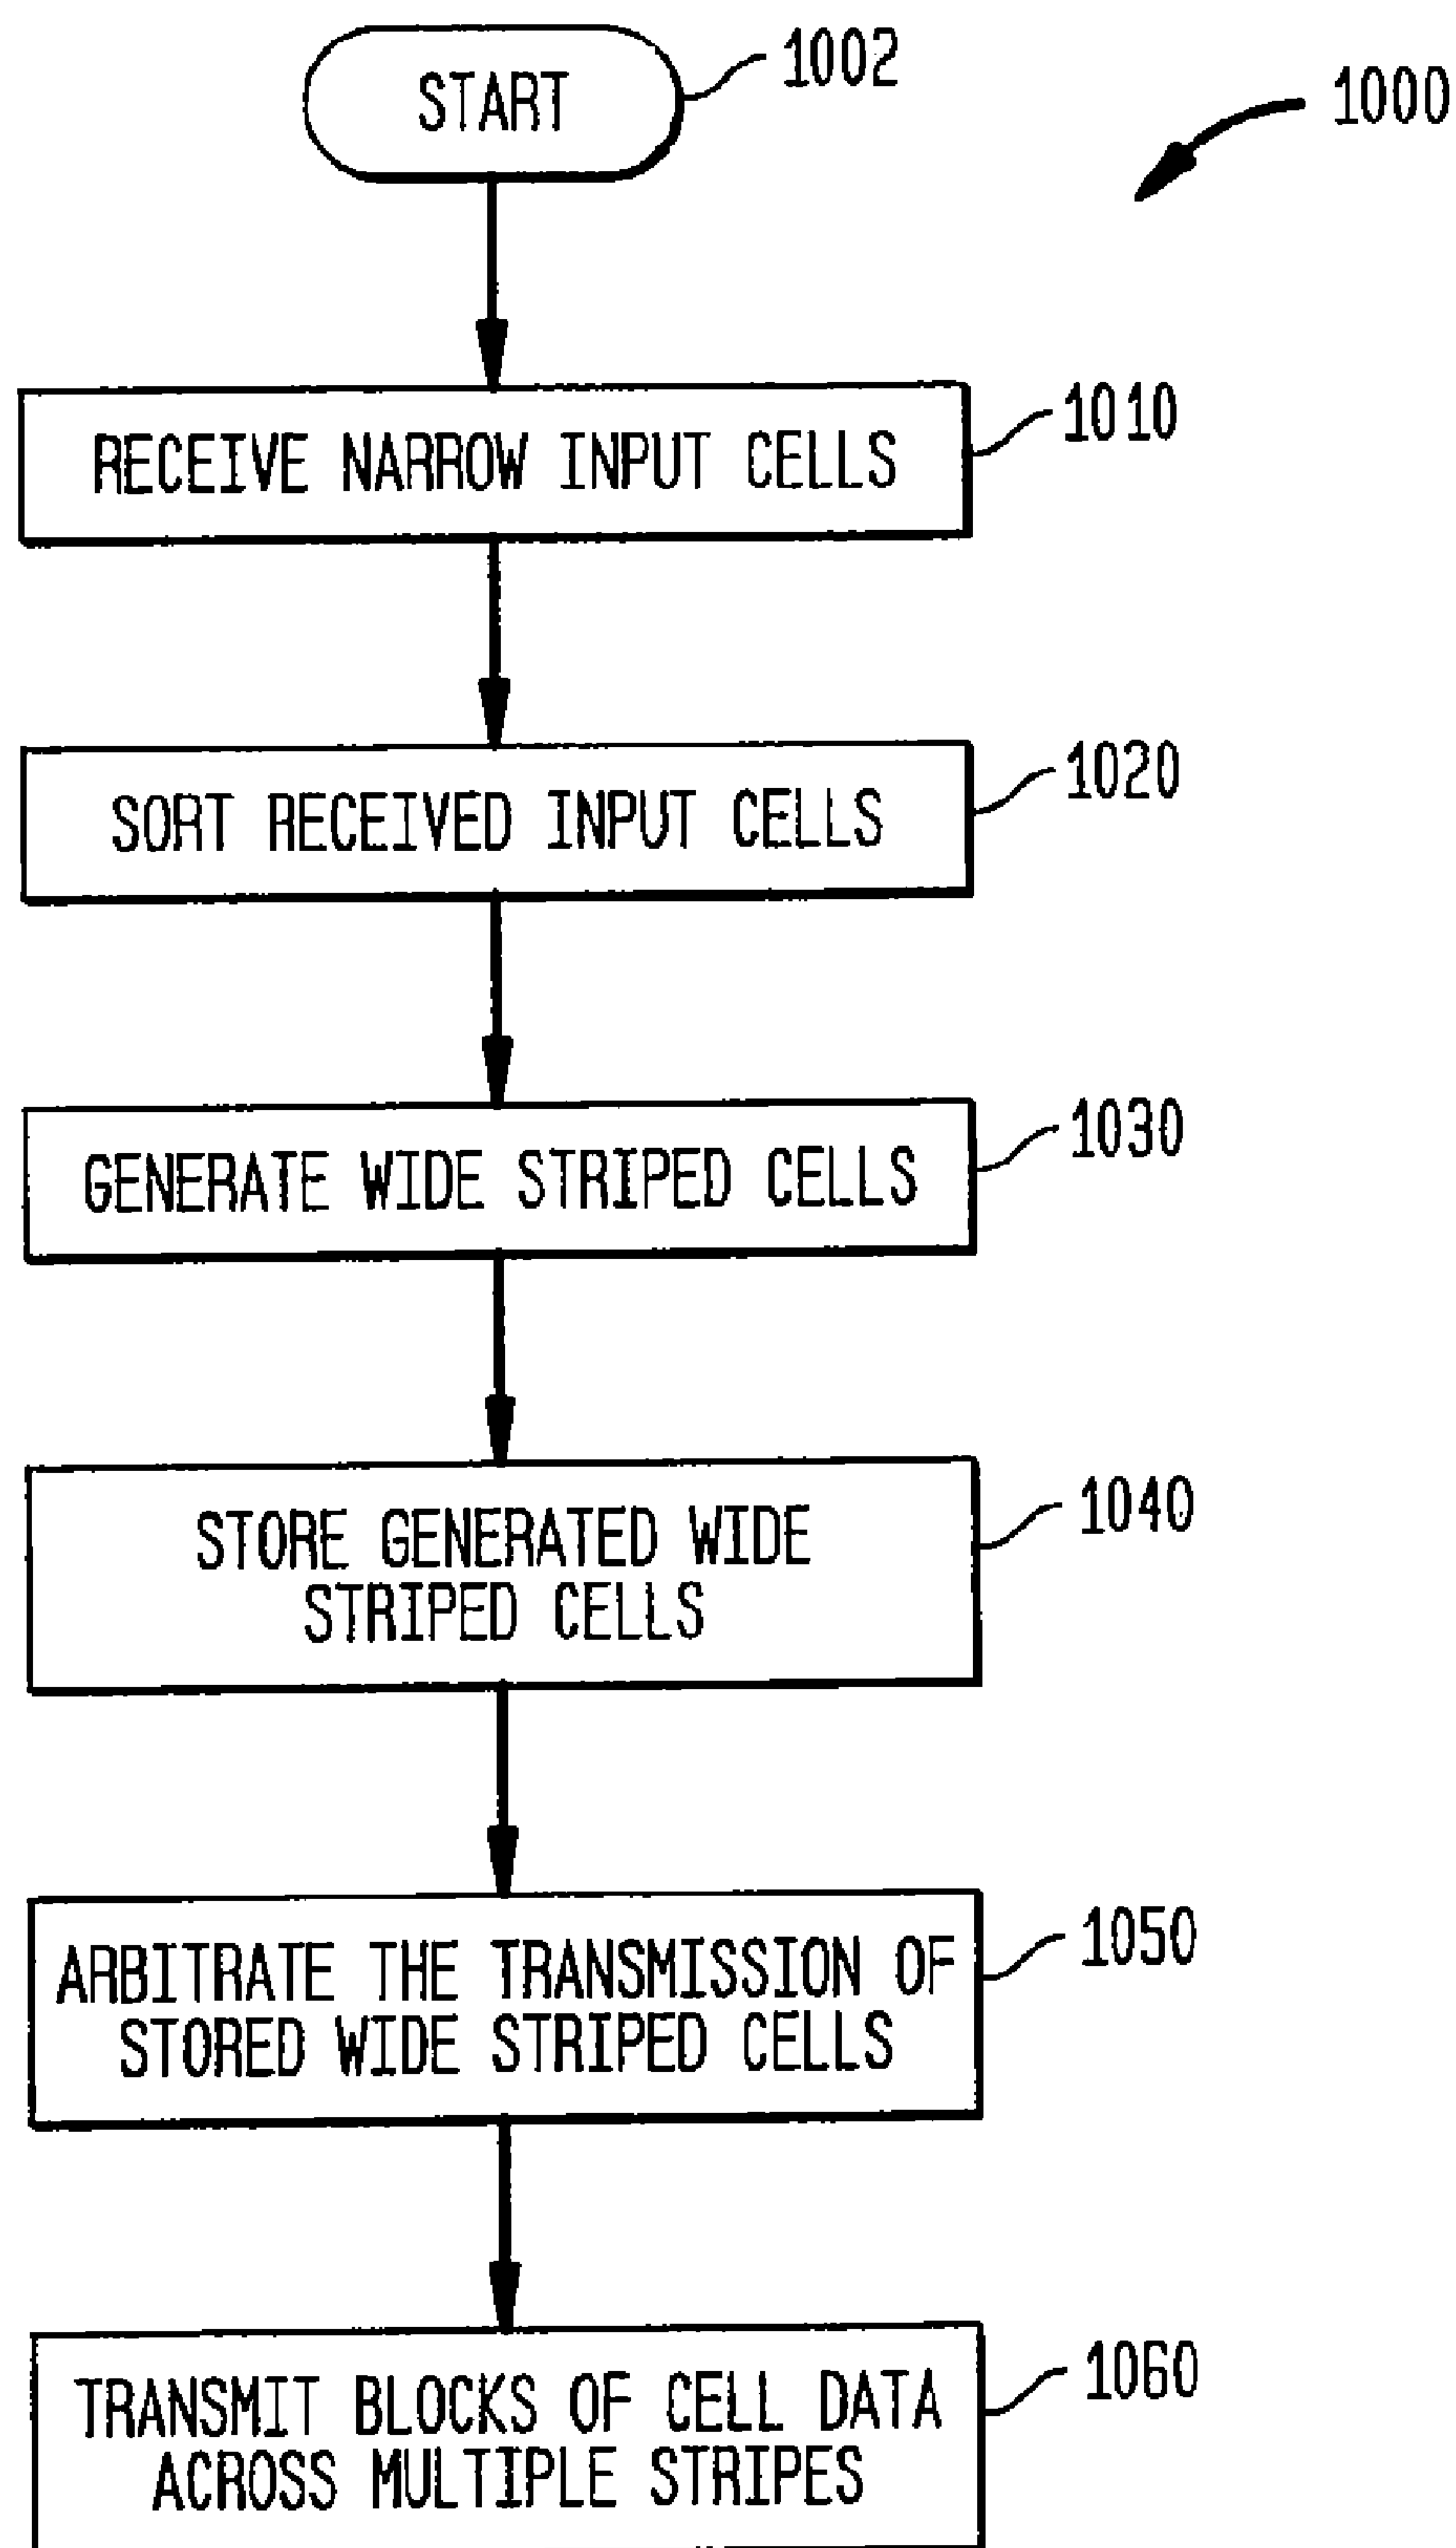 START
1002
1000
RECEIVE NARROW INPUT CELLS
1010
SORT RECEIVED INPUT CELLS
1020
GENERATE WIDE STRIPED CELLS
1030
STORE GENERATED WIDE
STRIPED CELLS
1040
ARBITRATE THE TRANSMISSION OF
STORED WIDE STRIPED CELLS
1050
TRANSMIT BLOCKS OF CELL DATA
ACROSS MULTIPLE STRIPES
1060